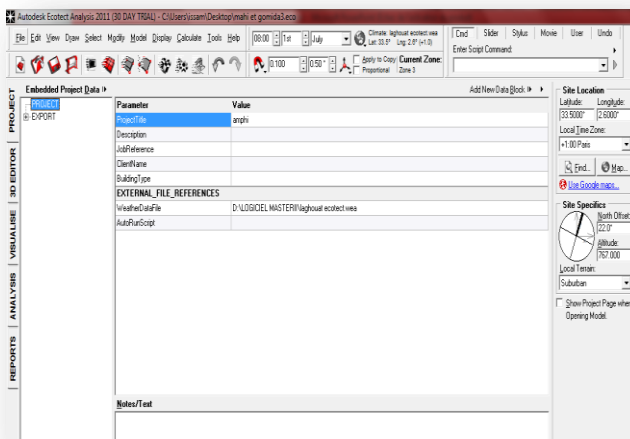 Autodesk Ecotect Analysis 2011 (30 DAY TRIAL) - C:\Users\issam\Desktop\mahi et gomida3.eco
File Edit View Draw Select Modify Model Display Calculate Tools Help
08:00 1st July
Climate: laghouat ecotect.wea
Lat: 33.5° Lng: 2.6° (+1.0)
Cmd Slider Stylus Movie User Undo
Enter Script Command:
0.100 0.50°
Apply to Copy
Proportional
Current Zone:
Zone 3
PROJECT
3D EDITOR
VISUALISE
ANALYSIS
REPORTS
Embedded Project Data
PROJECT
EXPORT
Add New Data Block
Parameter Value
ProjectTitle amphi
Description
JobReference
ClientName
BuildingType
EXTERNAL_FILE_REFERENCES
WeatherDataFile D:\LOGICIEL MASTERII\laghouat ecotect.wea
AutoRunScript
Notes/Text
Site Location
Latitude: Longitude:
33.5000° 2.6000°
Local Time Zone:
+1:00 Paris
Find... Map...
Use Google maps...
Site Specifics
North Offset:
22.0°
Altitude:
767.000
Local Terrain:
Suburban
Show Project Page when
Opening Model.